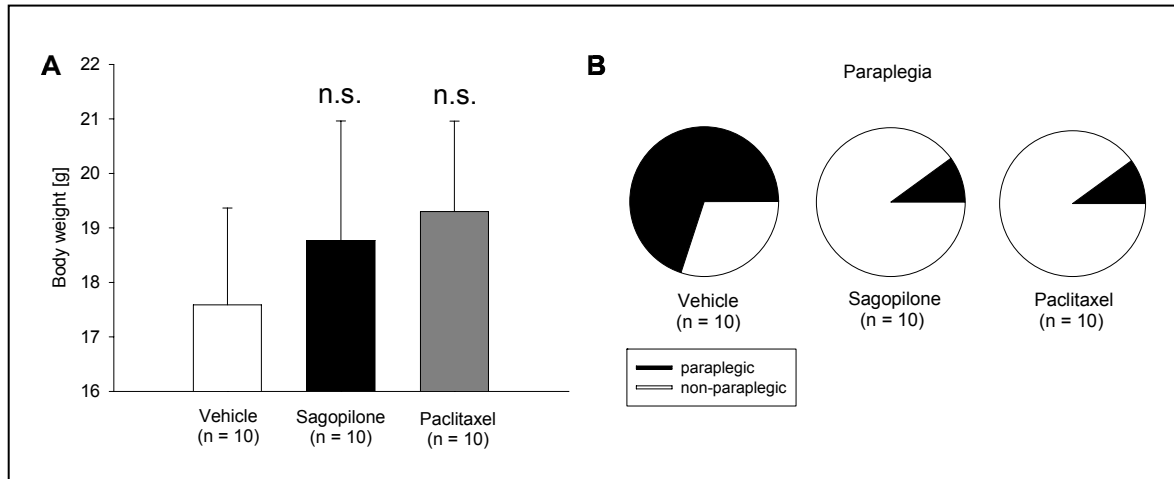 A
22
21
20
19
18
17
16
Body weight [g]
n.s.
n.s.
Vehicle
(n = 10)
Sagopilone
(n = 10)
Paclitaxel
(n = 10)
B
Paraplegia
Vehicle
(n = 10)
Sagopilone
(n = 10)
Paclitaxel
(n = 10)
paraplegic
non-paraplegic